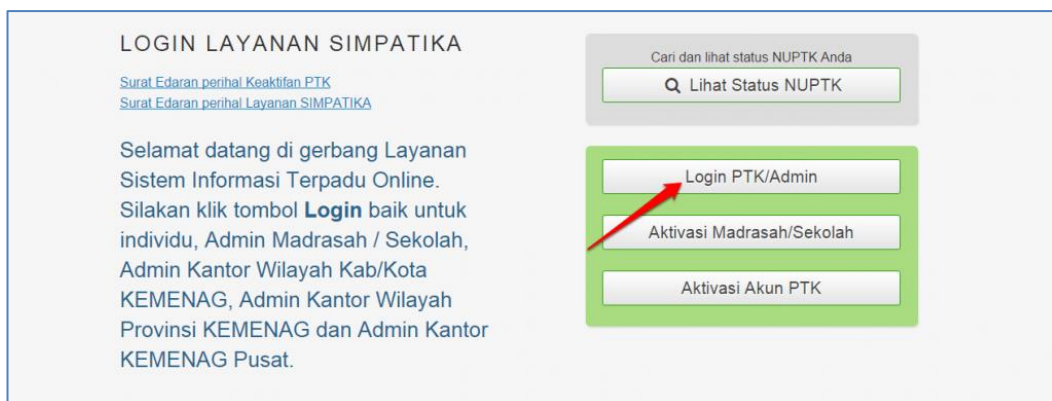 LOGIN LAYANAN SIMPATIKA
Surat Edaran perihal Keaktifan PTK
Surat Edaran perihal Layanan SIMPATIKA
Selamat datang di gerbang Layanan
Sistem Informasi Terpadu Online.
Silakan klik tombol Login baik untuk
individu, Admin Madrasah / Sekolah,
Admin Kantor Wilayah Kab/Kota
KEMENAG, Admin Kantor Wilayah
Provinsi KEMENAG dan Admin Kantor
KEMENAG Pusat.
Cari dan lihat status NUPTK Anda
Lihat Status NUPTK
Login PTK/Admin
Aktivasi Madrasah/Sekolah
Aktivasi Akun PTK